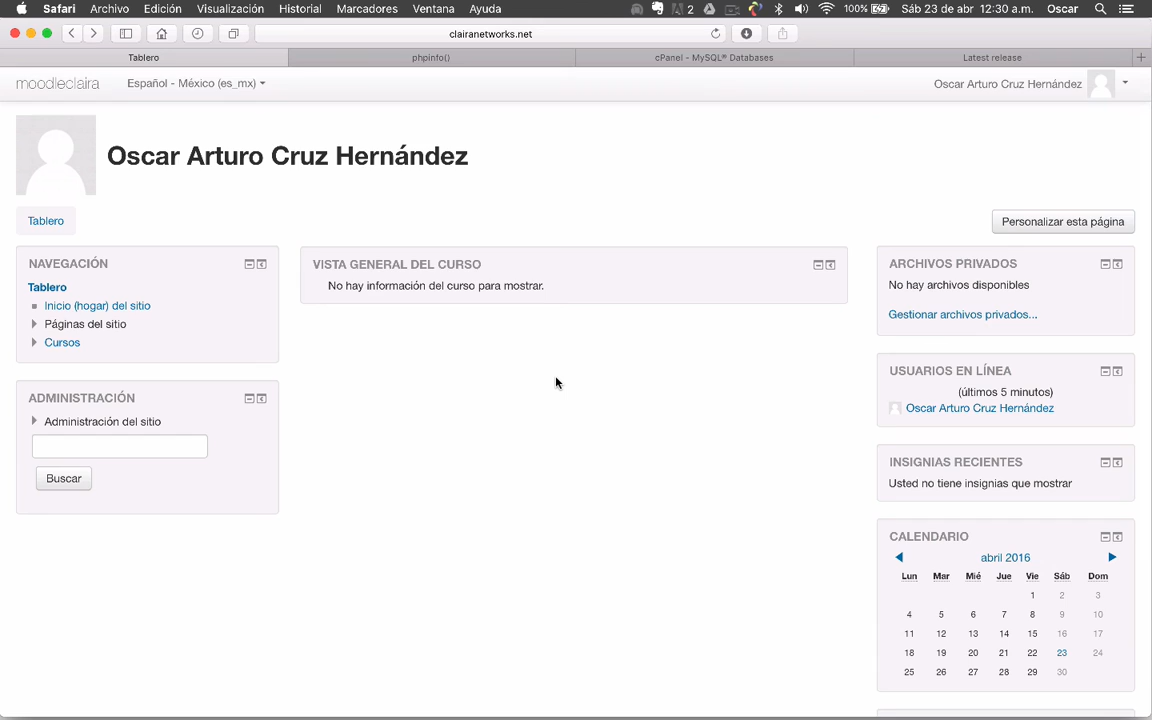 Safari Archivo Edición Visualización Historial Marcadores Ventana Ayuda 2 100% Sáb 23 de abr 12:30 a.m. Oscar
clairanetworks.net
Tablero phpinfo() cPanel - MySQL® Databases Latest release
moodleclaira Español - México (es_mx) Oscar Arturo Cruz Hernández
Oscar Arturo Cruz Hernández
Tablero
Personalizar esta página
NAVEGACIÓN
Tablero
Inicio (hogar) del sitio
Páginas del sitio
Cursos
ADMINISTRACIÓN
Administración del sitio
Buscar
VISTA GENERAL DEL CURSO
No hay información del curso para mostrar.
ARCHIVOS PRIVADOS
No hay archivos disponibles
Gestionar archivos privados...
USUARIOS EN LÍNEA
(últimos 5 minutos)
Oscar Arturo Cruz Hernández
INSIGNIAS RECIENTES
Usted no tiene insignias que mostrar
CALENDARIO
abril 2016
Lun Mar Mié Jue Vie Sáb Dom
1 2 3
4 5 6 7 8 9 10
11 12 13 14 15 16 17
18 19 20 21 22 23 24
25 26 27 28 29 30